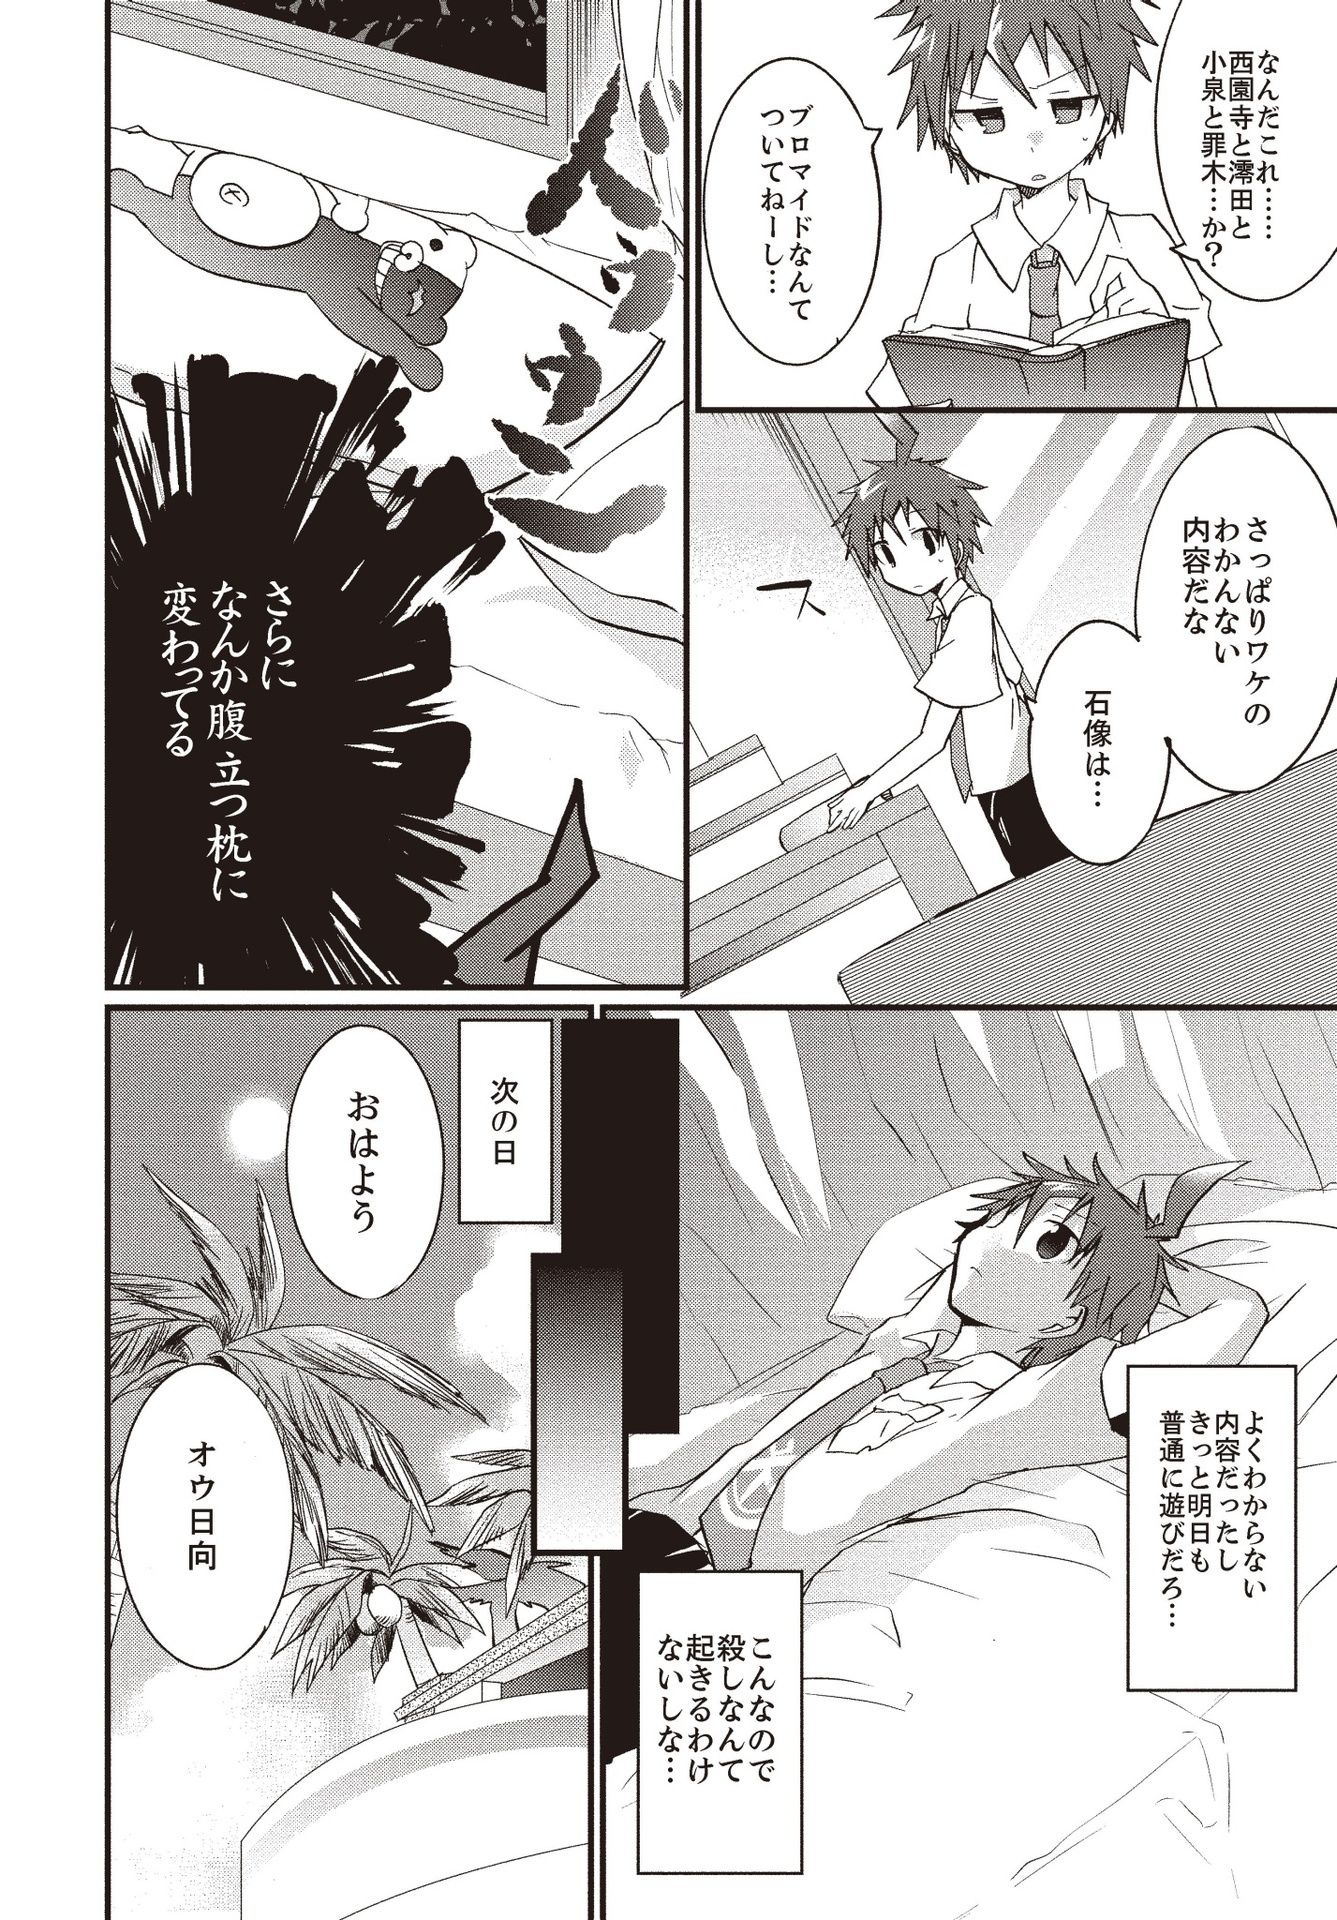 なんだこれ……
西園寺と澪田と
小泉と罪木…か?
ブロマイドなんて
ついてねーし…
さっぱりワケの
わかんない
内容だな
石像は…
ス
さらに
なんか腹立つ枕に
変わってる
よくわからない
内容だったし
きっと明日も
普通に遊びだろ…
こんなので
殺しなんて
起きるわけ
ないしな…
次の日
おはよう
オウ日向